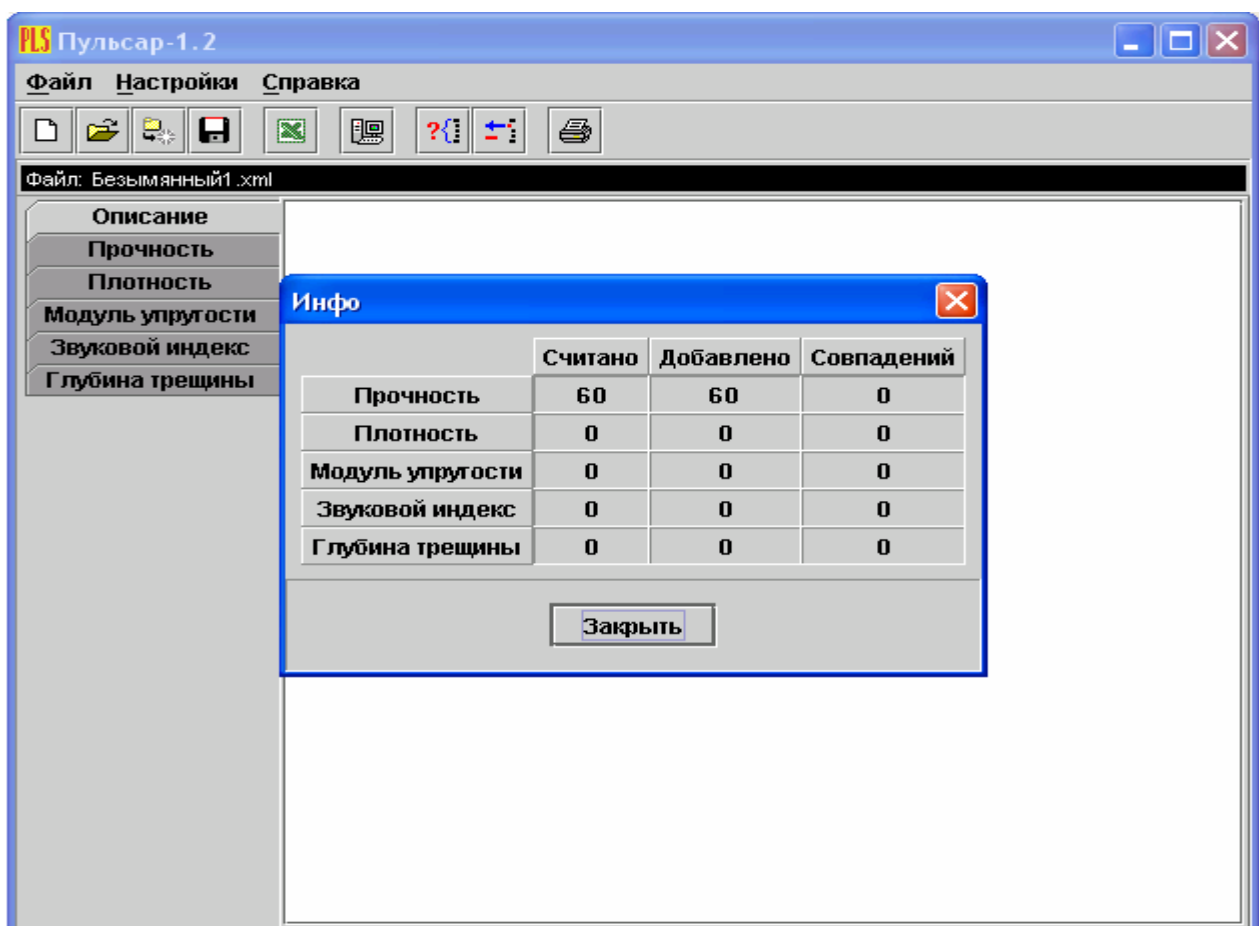 PLS Пульсар-1.2
Файл Настройки Справка
?{
Файл: Безымянный1.xml
Описание
Прочность
Плотность
Модуль упругости
Звуковой индекс
Глубина трещины
Инфо
Считано Добавлено Совпадений
Прочность 60 60 0
Плотность 0 0 0
Модуль упругости 0 0 0
Звуковой индекс 0 0 0
Глубина трещины 0 0 0
Закрыть